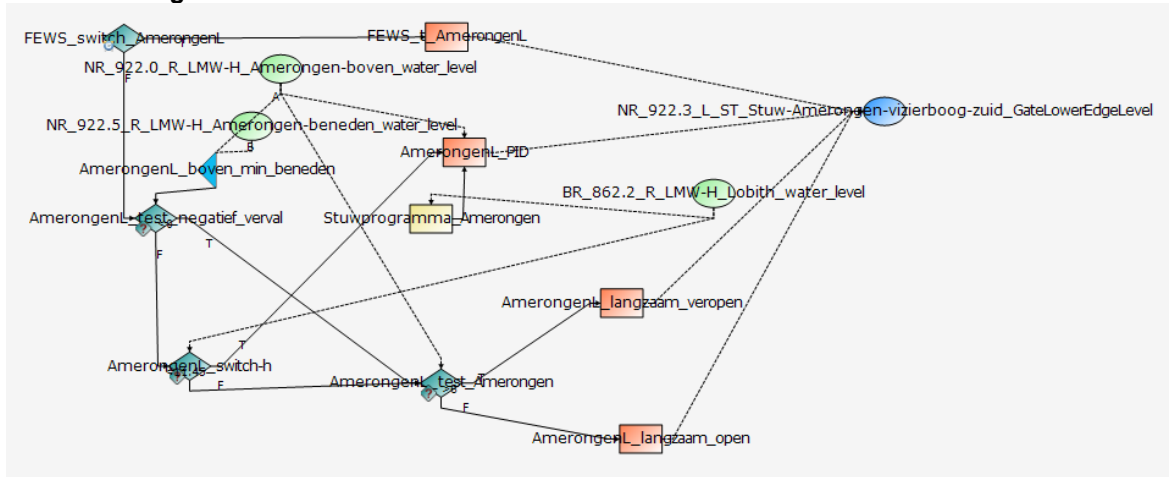 FEWS_switch_AmerongenL
FEWS_t_AmerongenL
F
NR_922.0_R_LMW-H_Amerongen-boven_water_level
A
NR_922.3_L_ST_Stuw-Amerongen-vizierboog-zuid_GateLowerEdgeLevel
NR_922.5_R_LMW-H_Amerongen-beneden_water_level
B
AmerongenL_PID
AmerongenL_boven_min_beneden
BR_862.2_R_LMW-H_Lobith_water_level
AmerongenL_test_negatief_verval
Stuwprogramma_Amerongen
T
F
AmerongenL_langzaam_veropen
T
AmerongenL_switch-h
F
AmerongenL_test_Amerongen
T
F
AmerongenL_langzaam_open